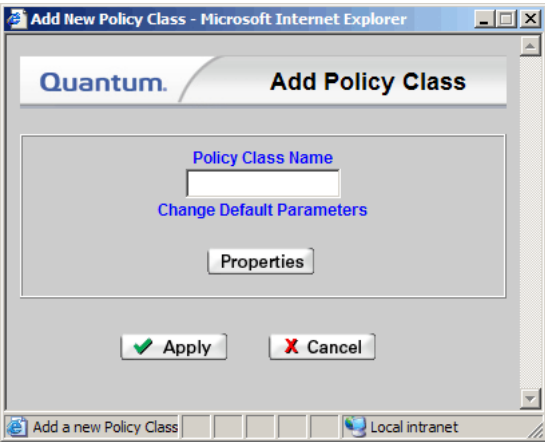 Add New Policy Class - Microsoft Internet Explorer
Quantum. Add Policy Class
Policy Class Name
Change Default Parameters
Properties
Apply Cancel
Add a new Policy Class Local intranet